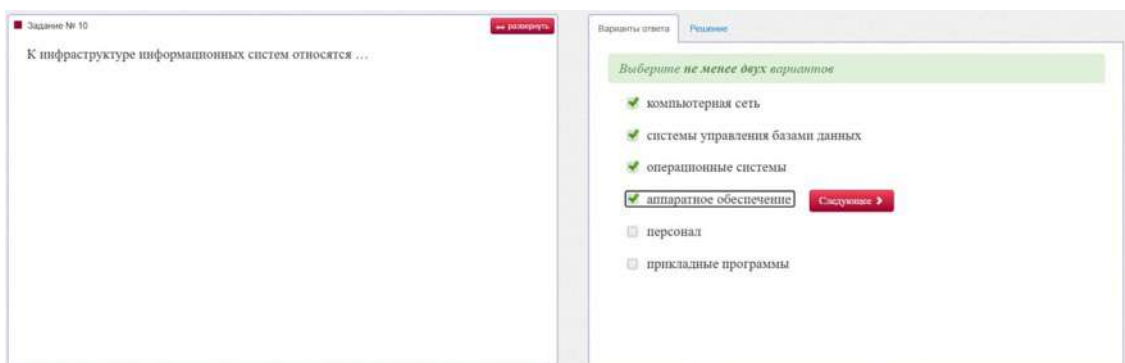 Задание № 10
развернуть
К инфраструктуре информационных систем относятся …
Варианты ответа
Решение
Выберите не менее двух вариантов
компьютерная сеть
системы управления базами данных
операционные системы
аппаратное обеспечение
Следующее
персонал
прикладные программы